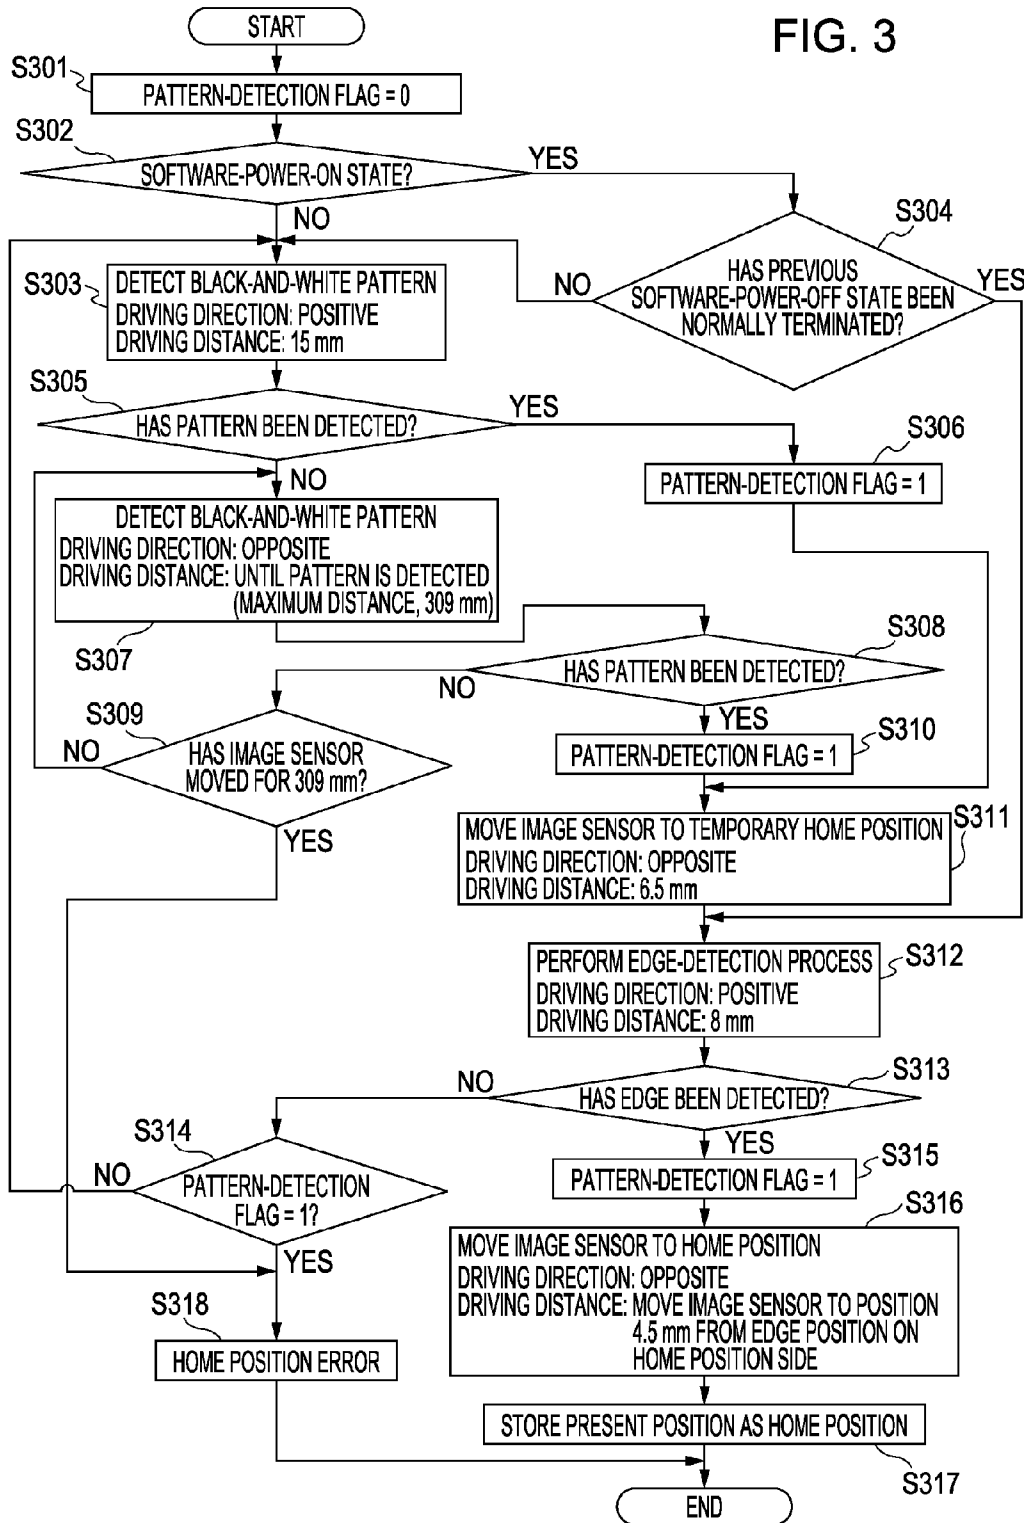 FIG. 3
START
S301
PATTERN-DETECTION FLAG = 0
S302
SOFTWARE-POWER-ON STATE?
YES
NO
S304
HAS PREVIOUS
SOFTWARE-POWER-OFF STATE BEEN
NORMALLY TERMINATED?
NO
YES
S303
DETECT BLACK-AND-WHITE PATTERN
DRIVING DIRECTION: POSITIVE
DRIVING DISTANCE: 15 mm
S305
HAS PATTERN BEEN DETECTED?
YES
NO
S306
PATTERN-DETECTION FLAG = 1
DETECT BLACK-AND-WHITE PATTERN
DRIVING DIRECTION: OPPOSITE
DRIVING DISTANCE: UNTIL PATTERN IS DETECTED
(MAXIMUM DISTANCE, 309 mm)
S307
S308
HAS PATTERN BEEN DETECTED?
NO
YES
S309
HAS IMAGE SENSOR
MOVED FOR 309 mm?
NO
YES
S310
PATTERN-DETECTION FLAG = 1
S311
MOVE IMAGE SENSOR TO TEMPORARY HOME POSITION
DRIVING DIRECTION: OPPOSITE
DRIVING DISTANCE: 6.5 mm
S312
PERFORM EDGE-DETECTION PROCESS
DRIVING DIRECTION: POSITIVE
DRIVING DISTANCE: 8 mm
S313
HAS EDGE BEEN DETECTED?
NO
YES
S314
PATTERN-DETECTION
FLAG = 1?
NO
YES
S315
PATTERN-DETECTION FLAG = 1
S316
MOVE IMAGE SENSOR TO HOME POSITION
DRIVING DIRECTION: OPPOSITE
DRIVING DISTANCE: MOVE IMAGE SENSOR TO POSITION
4.5 mm FROM EDGE POSITION ON
HOME POSITION SIDE
S318
HOME POSITION ERROR
STORE PRESENT POSITION AS HOME POSITION
S317
END